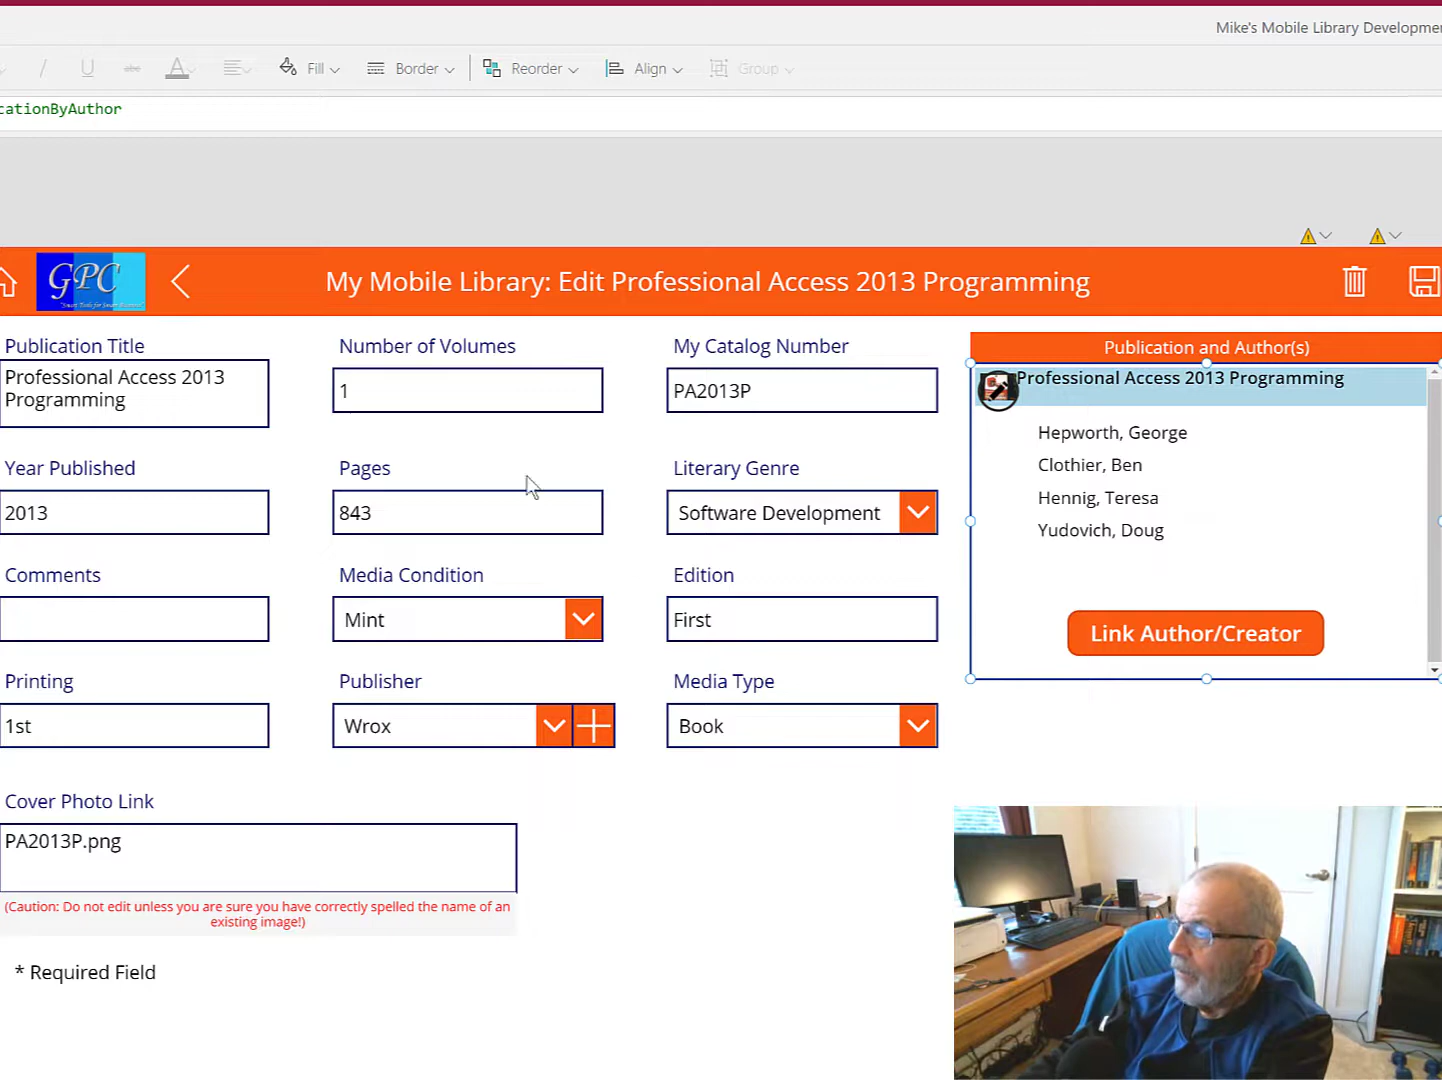 Mike's Mobile Library Developme
Fill
Border
Reorder
Align
Group
cationByAuthor
GPC
My Mobile Library: Edit Professional Access 2013 Programming
Publication Title
Professional Access 2013
Programming
Number of Volumes
1
My Catalog Number
PA2013P
Publication and Author(s)
Professional Access 2013 Programming
Hepworth, George
Clothier, Ben
Hennig, Teresa
Yudovich, Doug
Link Author/Creator
Year Published
2013
Pages
843
Literary Genre
Software Development
Comments
Media Condition
Mint
Edition
First
Printing
1st
Publisher
Wrox
Media Type
Book
Cover Photo Link
PA2013P.png
(Caution: Do not edit unless you are sure you have correctly spelled the name of an
existing image!)
* Required Field